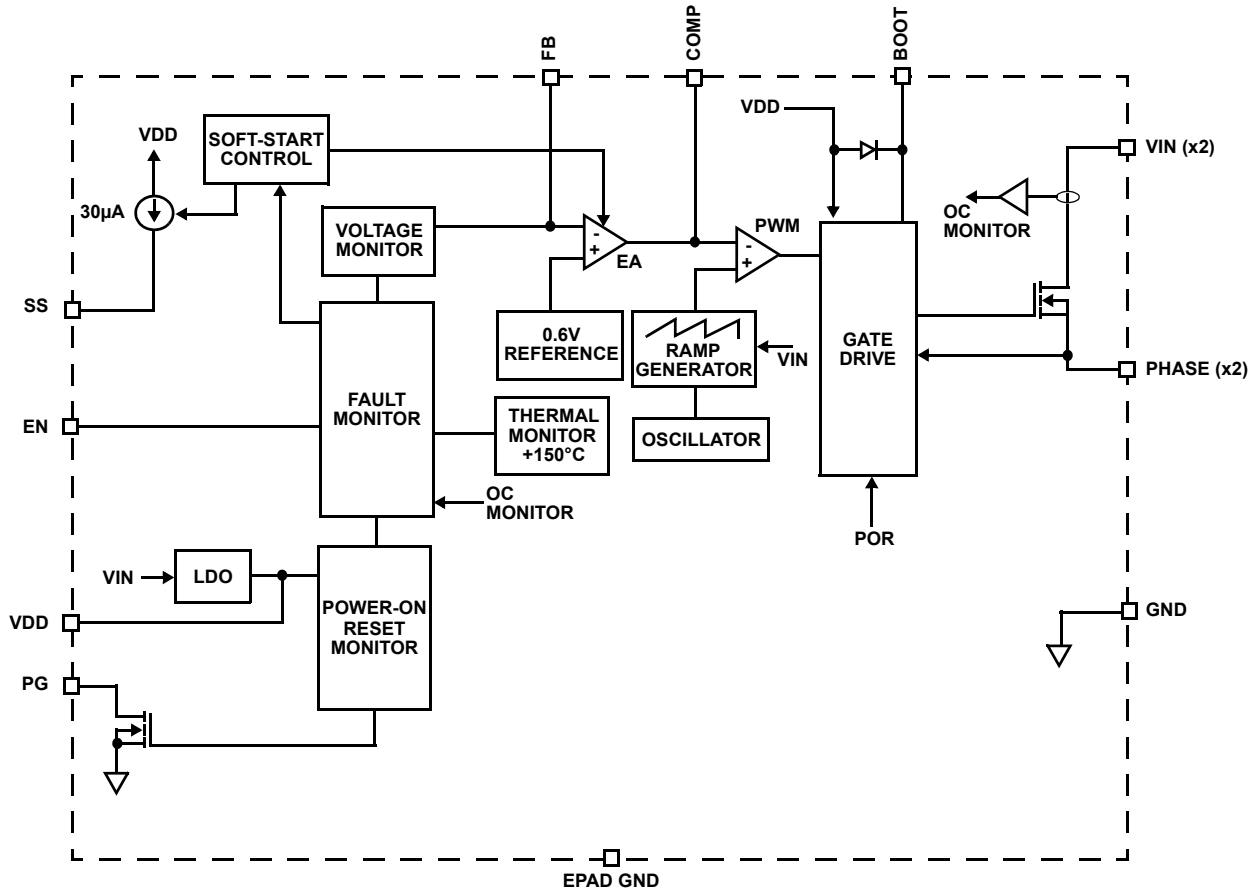 FB
COMP
BOOT
VDD
SOFT-START
CONTROL
VDD
VIN (x2)
30µA
OC
MONITOR
VOLTAGE
MONITOR
-
+
EA
-
+
PWM
SS
0.6V
REFERENCE
RAMP
GENERATOR
VIN
GATE
DRIVE
PHASE (x2)
EN
FAULT
MONITOR
THERMAL
MONITOR
+150°C
OSCILLATOR
OC
MONITOR
POR
VIN
LDO
POWER-ON
RESET
MONITOR
VDD
GND
PG
EPAD GND